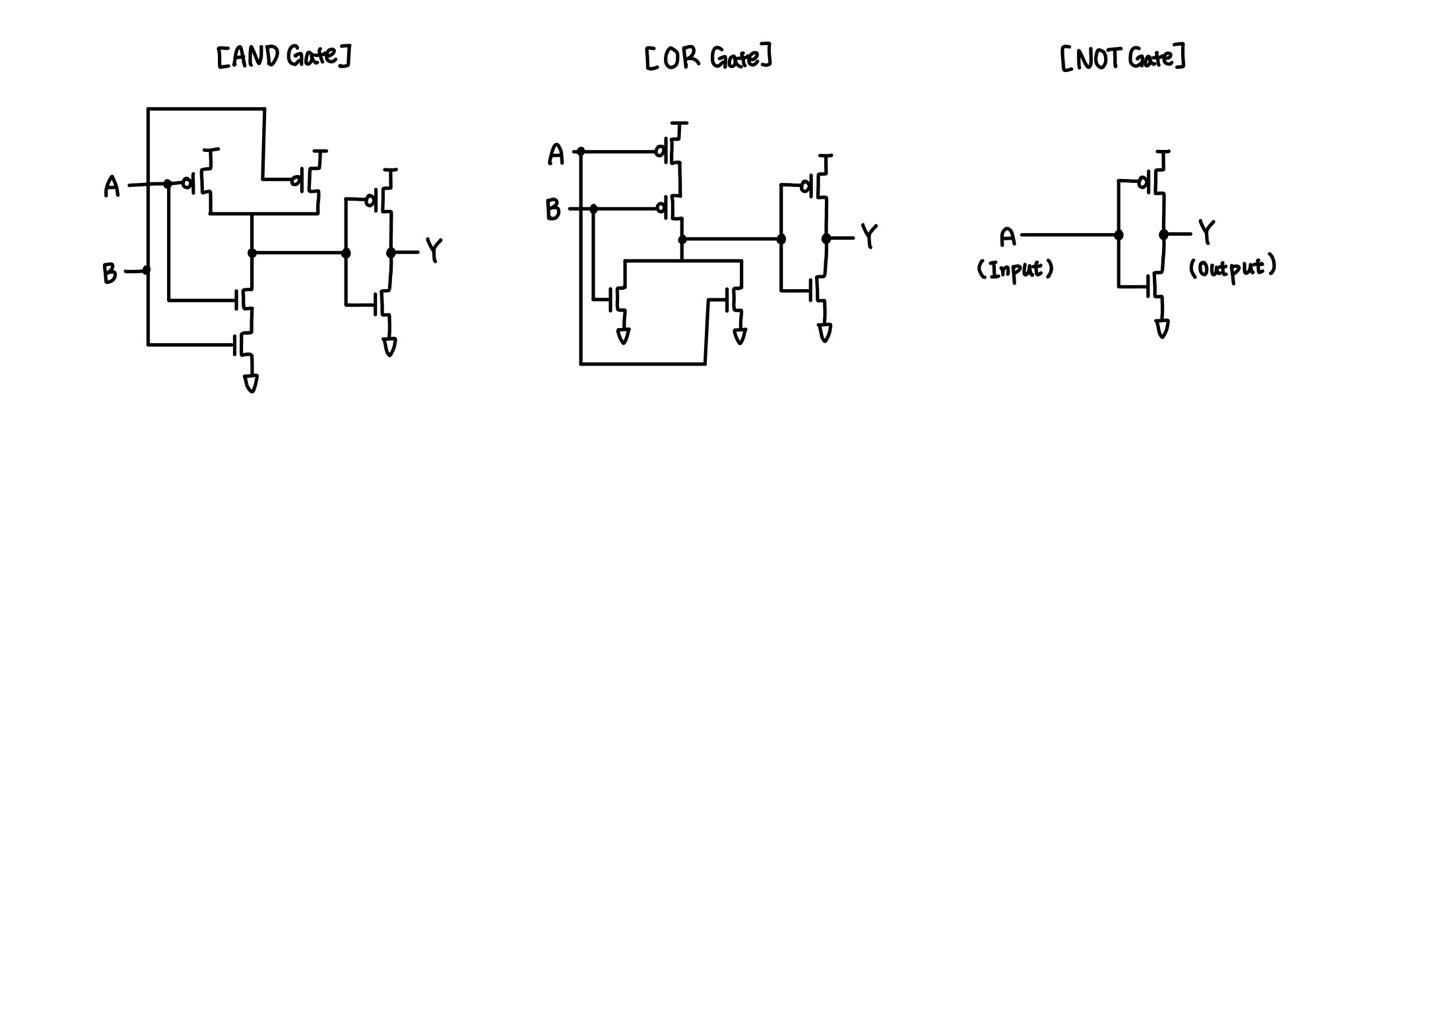 [AND Gate]
A
B
Y
[OR Gate]
A
B
Y
[NOT Gate]
A
(Input)
Y
(Output)